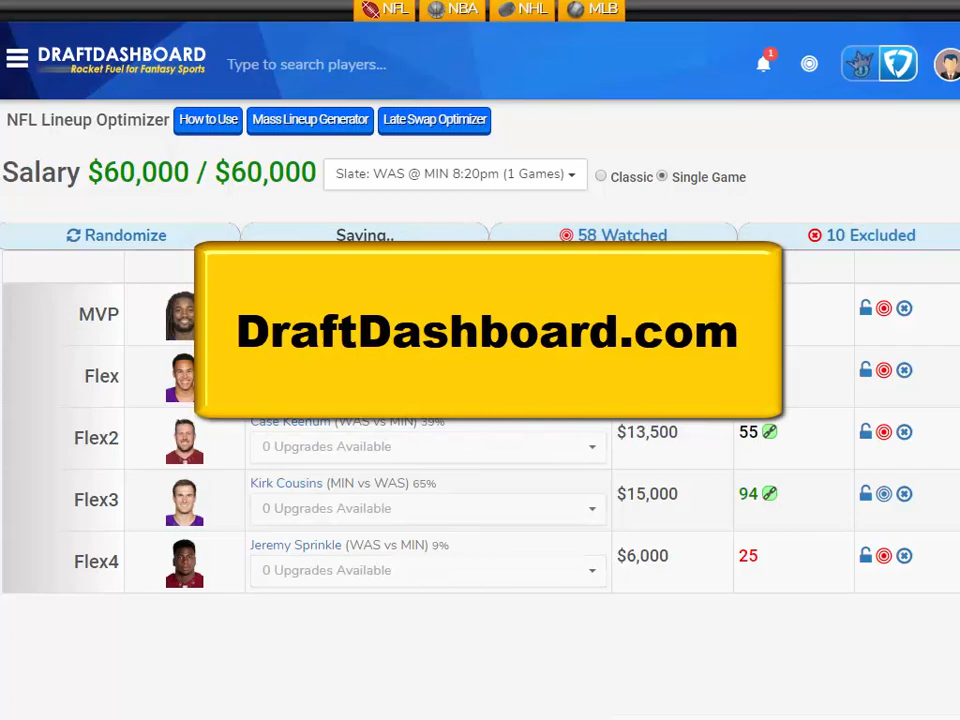 NFL NBA NHL MLB
DRAFTDASHBOARD
Rocket Fuel for Fantasy Sports
Type to search players...
1
NFL Lineup Optimizer How to Use Mass Lineup Generator Late Swap Optimizer
Salary $60,000 / $60,000 Slate: WAS @ MIN 8:20pm (1 Games) Classic Single Game
Randomize Saving.. 58 Watched 10 Excluded
MVP
DraftDashboard.com
Flex
Case Keenum (WAS vs MIN) 39%
Flex2 0 Upgrades Available $13,500 55
Kirk Cousins (MIN vs WAS) 65%
Flex3 0 Upgrades Available $15,000 94
Jeremy Sprinkle (WAS vs MIN) 9%
Flex4 0 Upgrades Available $6,000 25